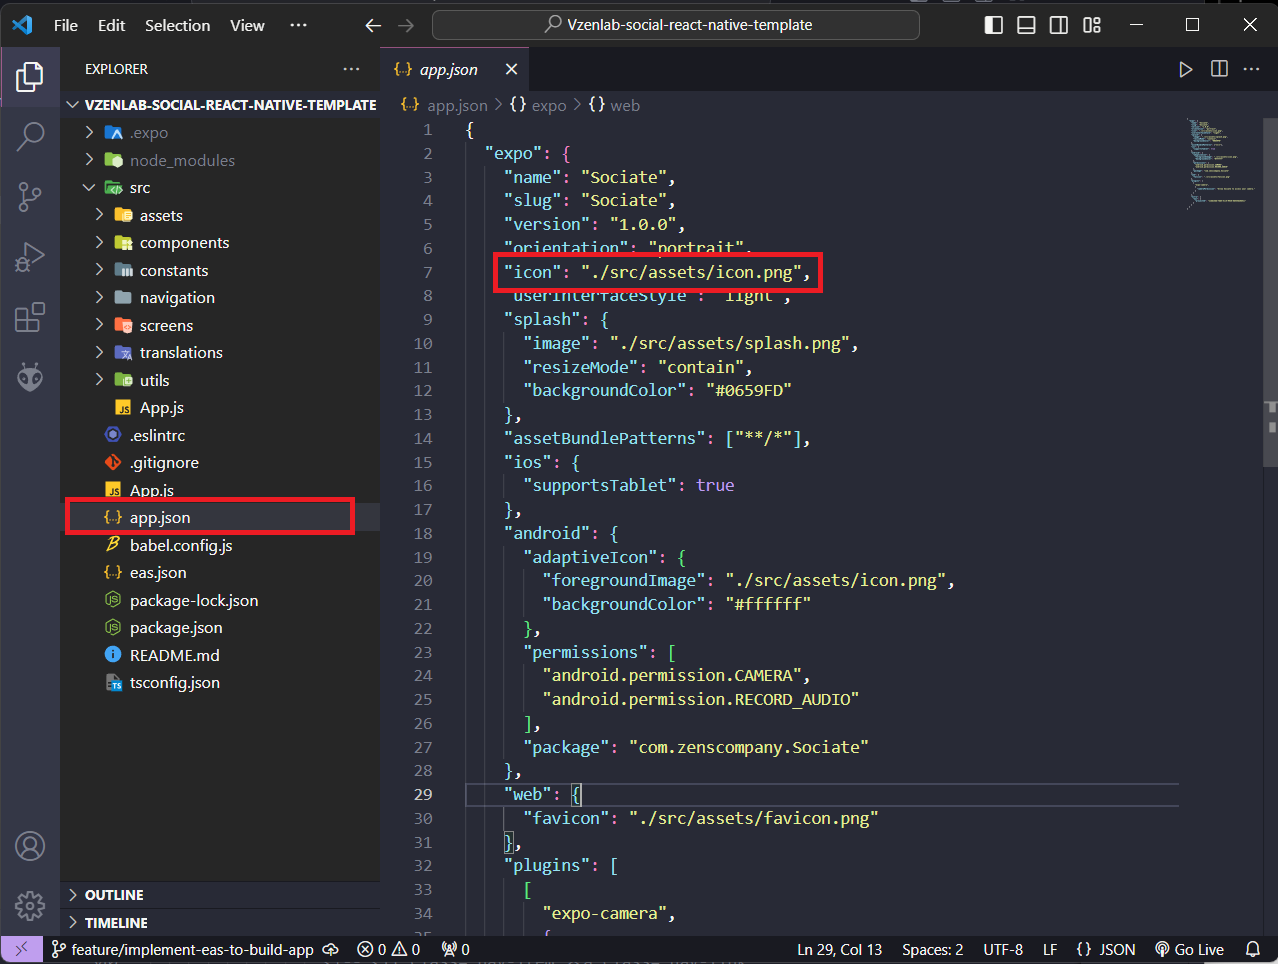 File Edit Selection View ··· Vzenlab-social-react-native-template
EXPLORER ···
VZENLAB-SOCIAL-REACT-NATIVE-TEMPLATE
.expo
node_modules
src
assets
components
constants
navigation
screens
translations
utils
App.js
.eslintrc
.gitignore
App.js
app.json
babel.config.js
eas.json
package-lock.json
package.json
README.md
tsconfig.json
OUTLINE
TIMELINE
app.json
app.json > {} expo > {} web
1 {
2 "expo": {
3 "name": "Sociate",
4 "slug": "Sociate",
5 "version": "1.0.0",
6 "orientation": "portrait",
7 "icon": "./src/assets/icon.png",
8 "userInterfaceStyle": "light",
9 "splash": {
10 "image": "./src/assets/splash.png",
11 "resizeMode": "contain",
12 "backgroundColor": "#0659FD"
13 },
14 "assetBundlePatterns": ["**/*"],
15 "ios": {
16 "supportsTablet": true
17 },
18 "android": {
19 "adaptiveIcon": {
20 "foregroundImage": "./src/assets/icon.png",
21 "backgroundColor": "#ffffff"
22 },
23 "permissions": [
24 "android.permission.CAMERA",
25 "android.permission.RECORD_AUDIO"
26 ],
27 "package": "com.zenscompany.Sociate"
28 },
29 "web": {
30 "favicon": "./src/assets/favicon.png"
31 },
32 "plugins": [
33 [
34 "expo-camera",
feature/implement-eas-to-build-app 0 0 0 Ln 29, Col 13 Spaces: 2 UTF-8 LF {} JSON Go Live